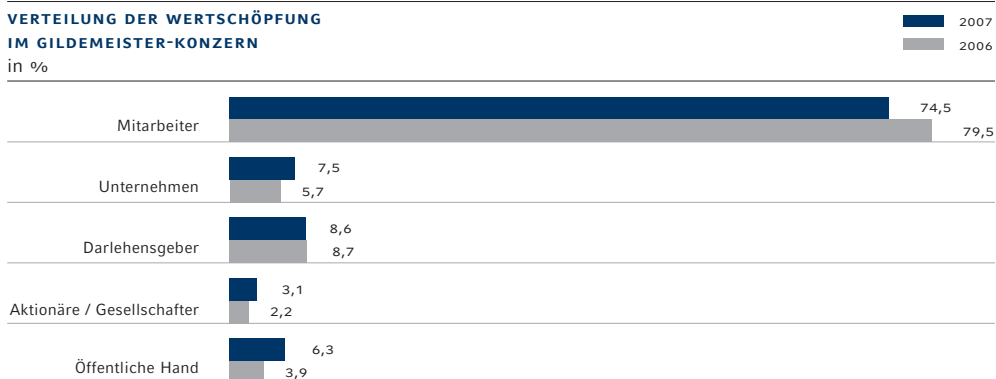 VERTEILUNG DER WERTSCHÖPFUNG
IM GILDEMEISTER-KONZERN
in %
2007
2006
Mitarbeiter
74,5
79,5
Unternehmen
7,5
5,7
Darlehensgeber
8,6
8,7
Aktionäre / Gesellschafter
3,1
2,2
Öffentliche Hand
6,3
3,9